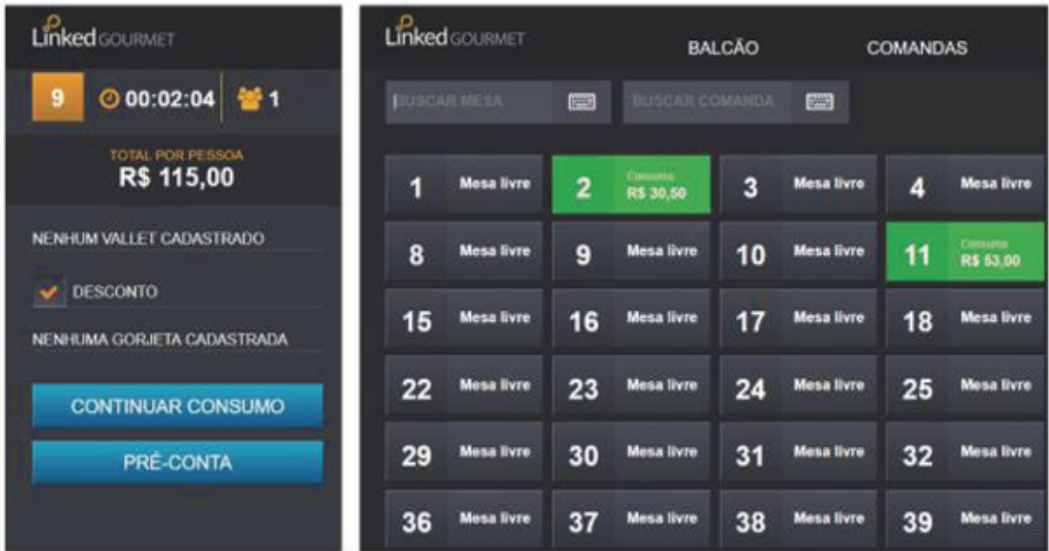 Linked GOURMET
9 00:02:04 1
TOTAL POR PESSOA
R$ 115,00
NENHUM VALLET CADASTRADO
DESCONTO
NENHUMA GORJETA CADASTRADA
CONTINUAR CONSUMO
PRÉ-CONTA
Linked GOURMET
BALCÃO COMANDAS
BUSCAR MESA BUSCAR COMANDA
1 Mesa livre 2 Consumo R$ 30,50 3 Mesa livre 4 Mesa livre
8 Mesa livre 9 Mesa livre 10 Mesa livre 11 Consumo R$ 53,00
15 Mesa livre 16 Mesa livre 17 Mesa livre 18 Mesa livre
22 Mesa livre 23 Mesa livre 24 Mesa livre 25 Mesa livre
29 Mesa livre 30 Mesa livre 31 Mesa livre 32 Mesa livre
36 Mesa livre 37 Mesa livre 38 Mesa livre 39 Mesa livre